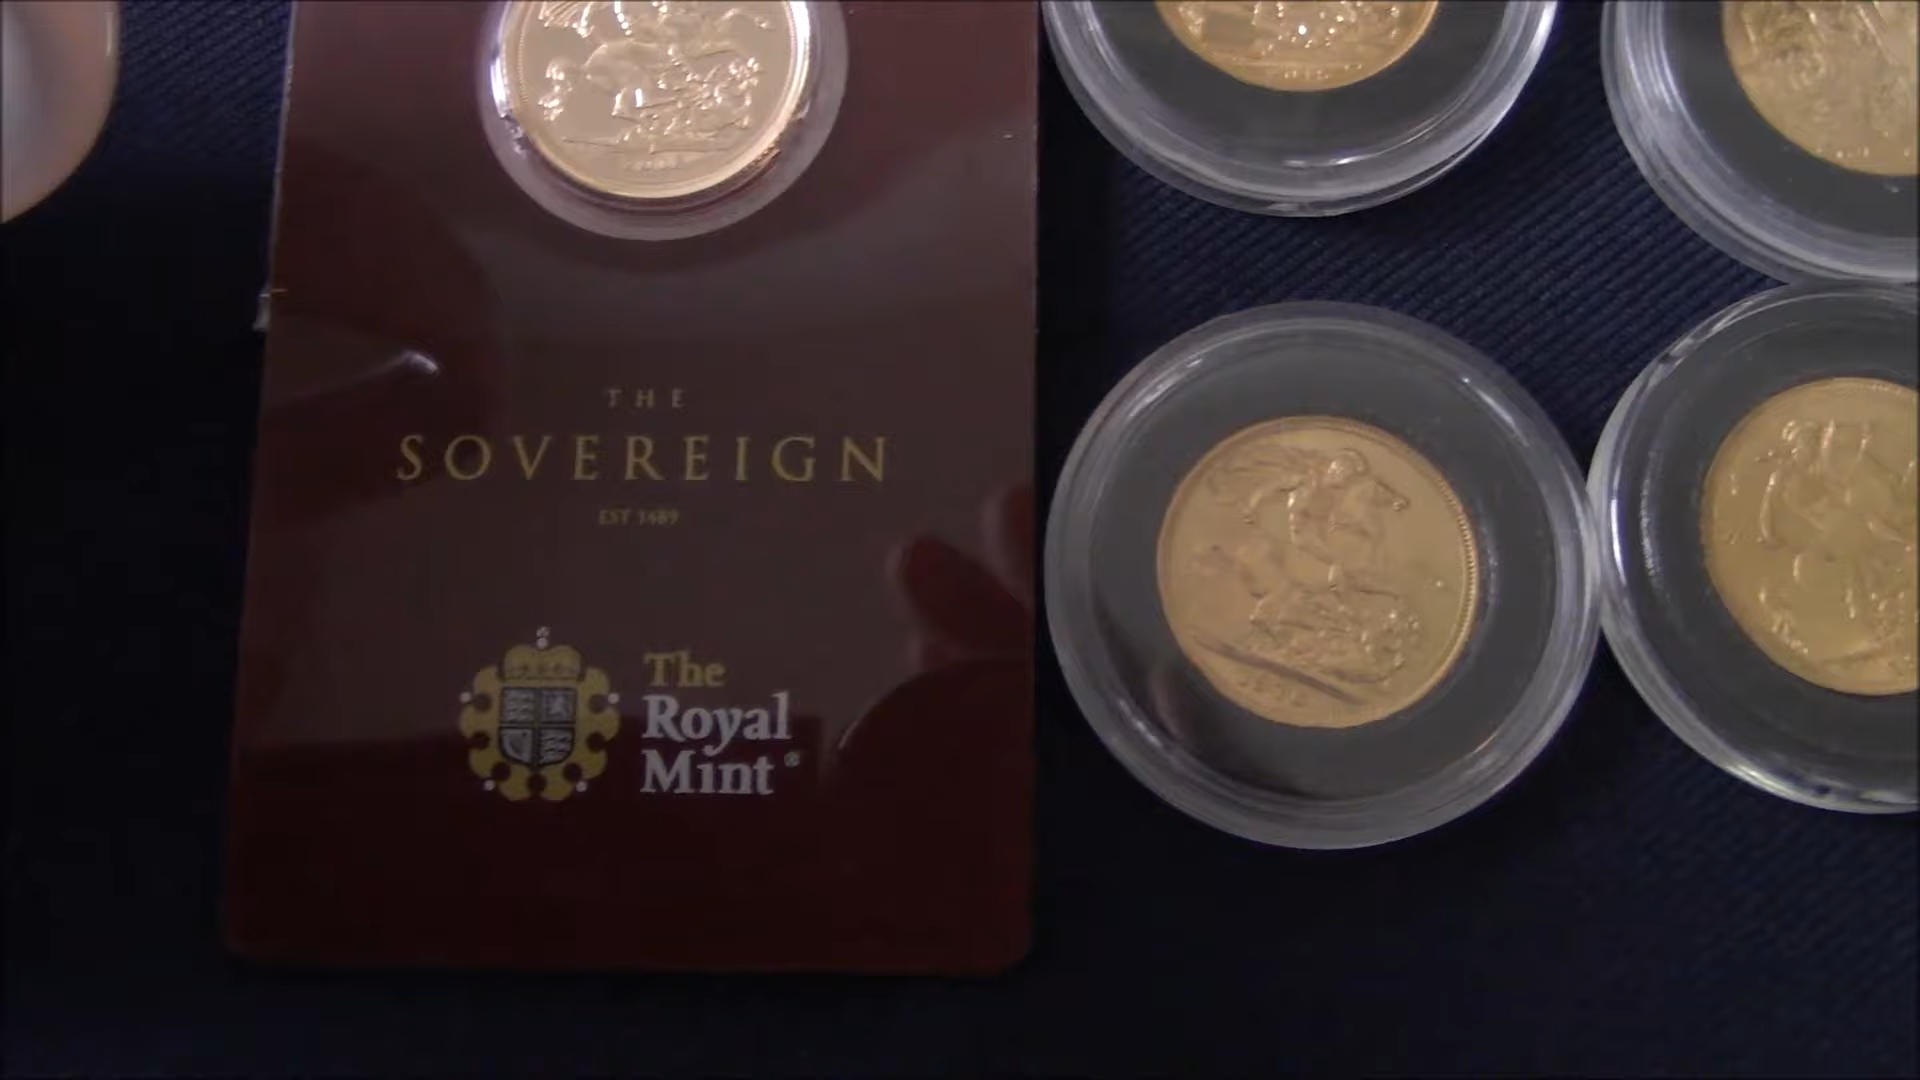 THE
SOVEREIGN
EST 1489
The
Royal
Mint®